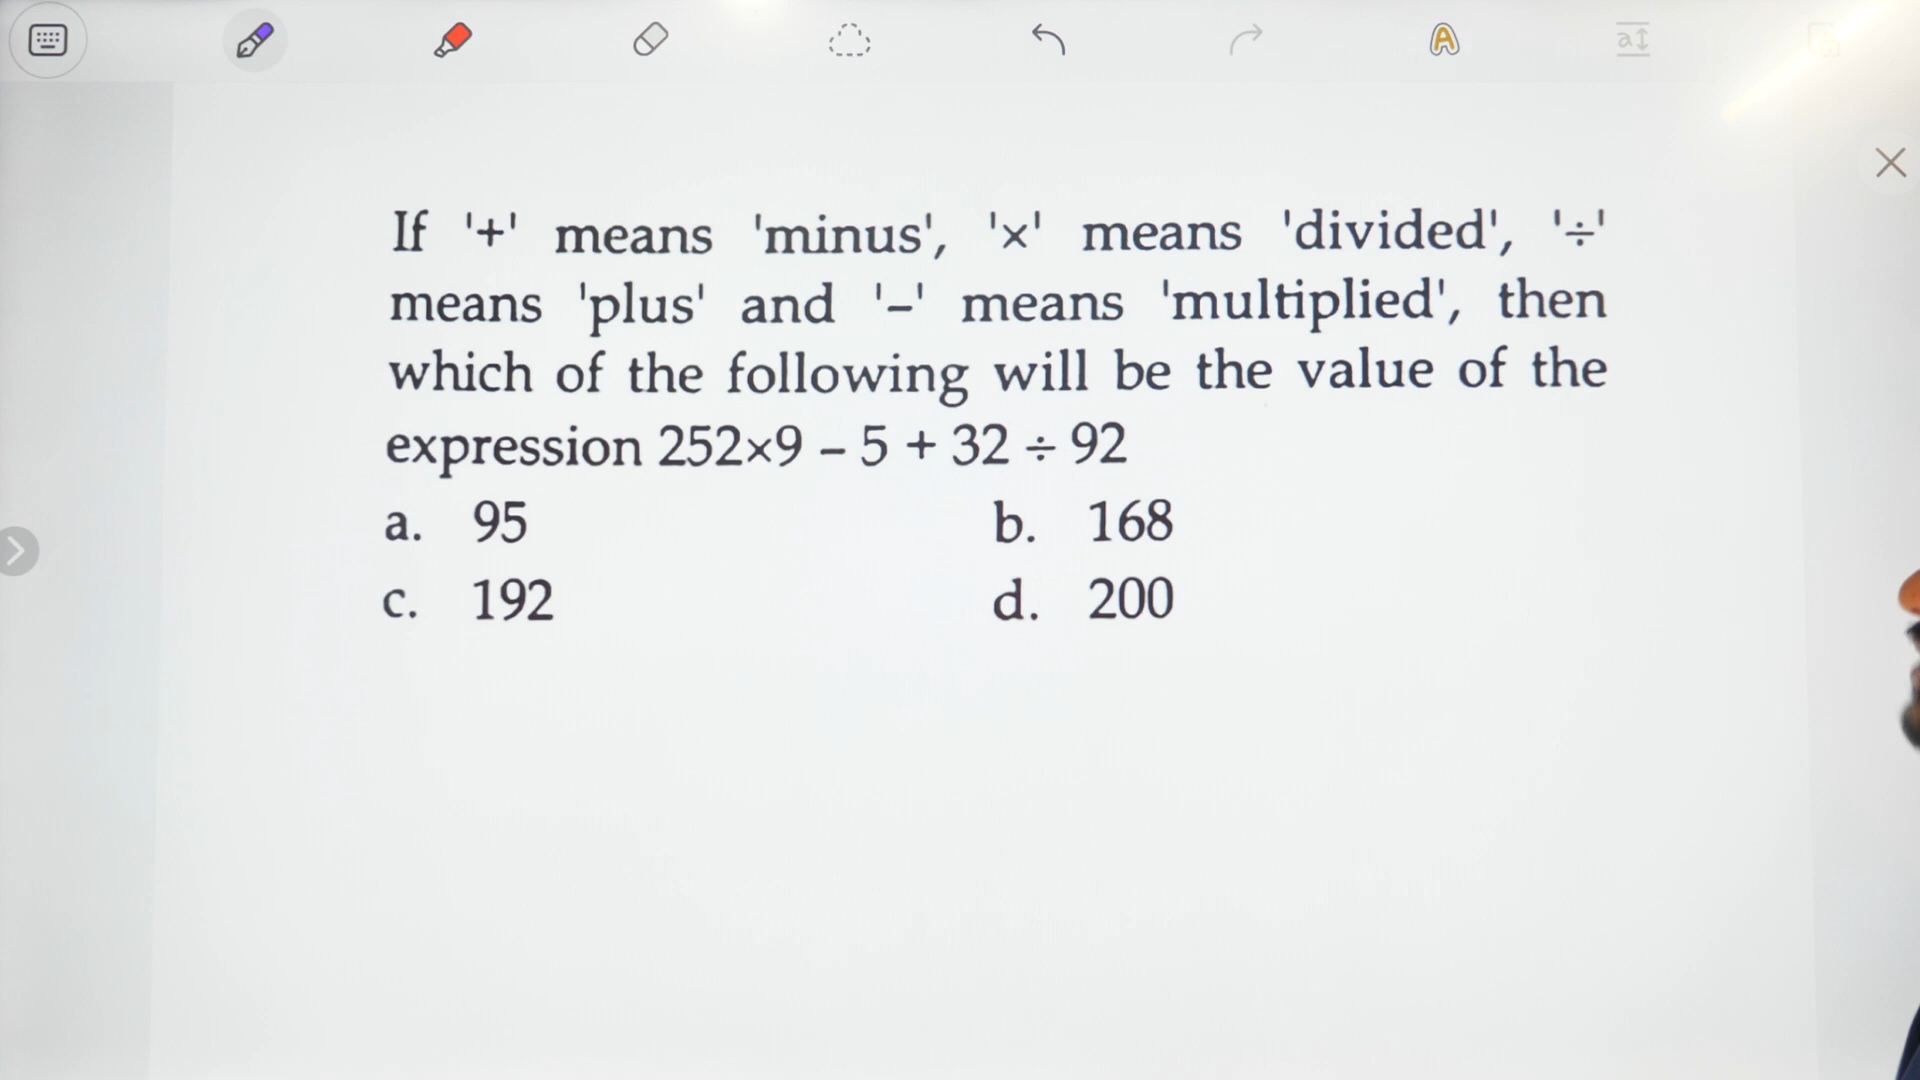 If '+' means 'minus', '×' means 'divided', '÷'
means 'plus' and '–' means 'multiplied', then
which of the following will be the value of the
expression 252×9 – 5 + 32 ÷ 92
a. 95 b. 168
c. 192 d. 200